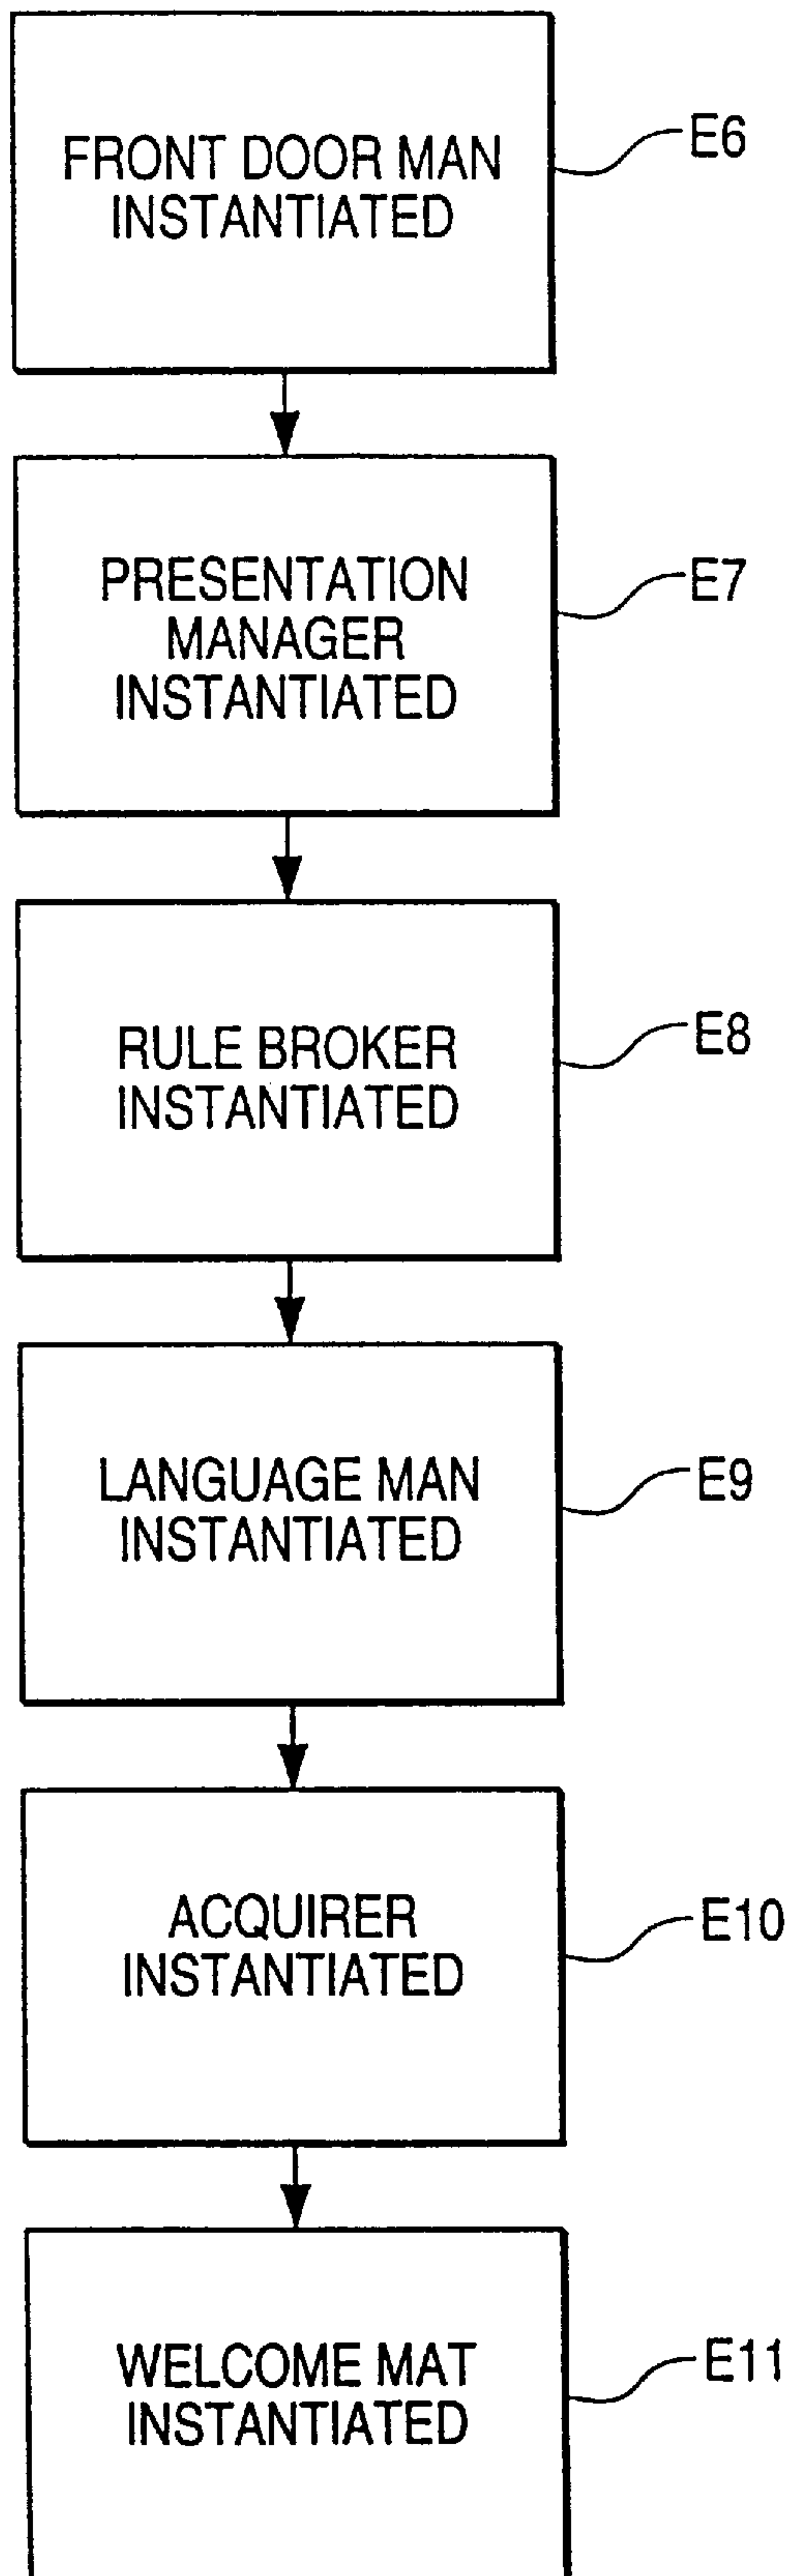 FRONT DOOR MAN
INSTANTIATED
E6
PRESENTATION
MANAGER
INSTANTIATED
E7
RULE BROKER
INSTANTIATED
E8
LANGUAGE MAN
INSTANTIATED
E9
ACQUIRER
INSTANTIATED
E10
WELCOME MAT
INSTANTIATED
E11